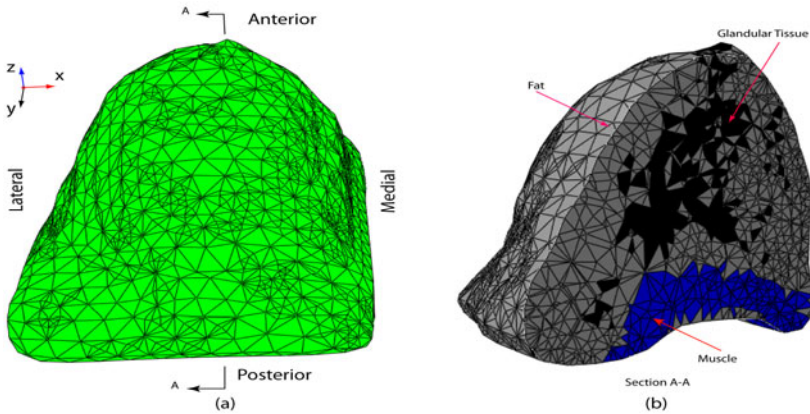 A
Anterior
z
x
y
Lateral
Medial
A
Posterior
(a)
Glandular Tissue
Fat
Muscle
Section A-A
(b)